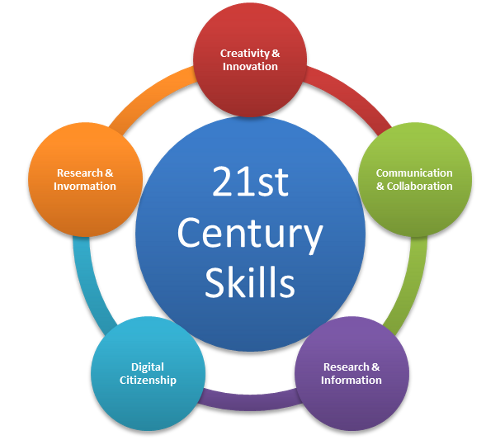 Creativity &
Innovation
Communication
& Collaboration
Research &
Information
Digital
Citizenship
Research &
Invormation
21st
Century
Skills